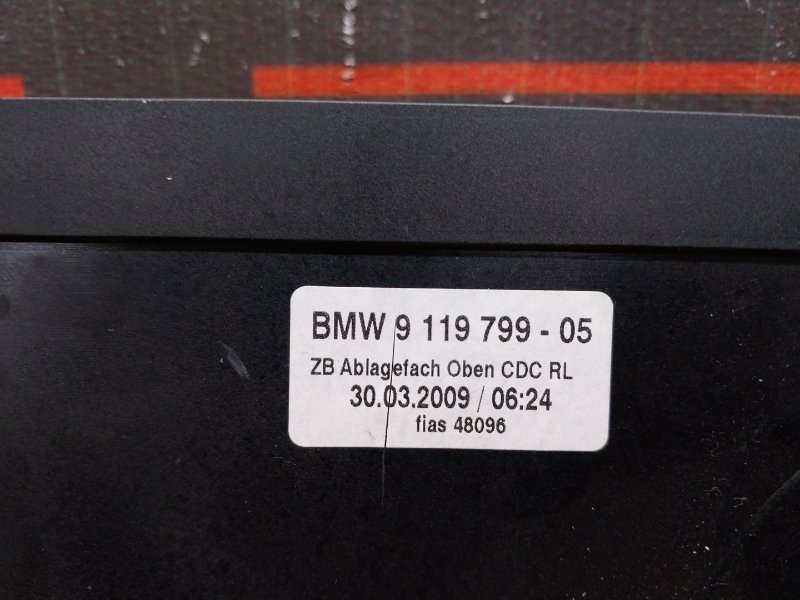 BMW 9 119 799 - 05
ZB Ablagefach Oben CDC RL
30.03.2009 / 06:24
fias 48096